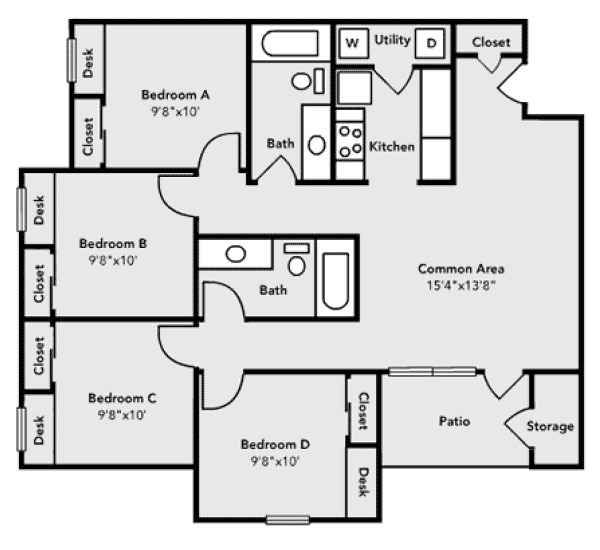 Desk
Bedroom A
9'8"x10'
Closet
Bath
W
Utility
D
Closet
Kitchen
Desk
Bedroom B
9'8"x10'
Closet
Bath
Common Area
15'4"x13'8"
Closet
Bedroom C
9'8"x10'
Desk
Bedroom D
9'8"x10'
Closet
Desk
Patio
Storage